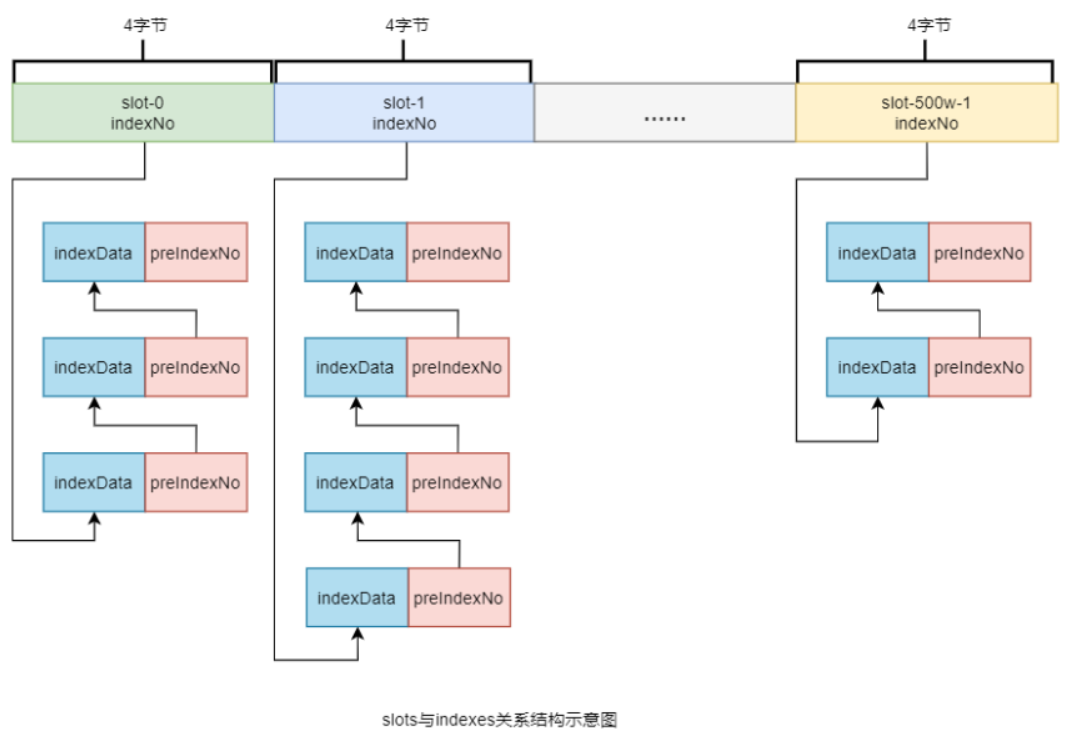 4字节
4字节
4字节
slot-0
indexNo
slot-1
indexNo
......
slot-500w-1
indexNo
indexData preIndexNo
indexData preIndexNo
indexData preIndexNo
indexData preIndexNo
indexData preIndexNo
indexData preIndexNo
indexData preIndexNo
indexData preIndexNo
indexData preIndexNo
slots与indexes关系结构示意图